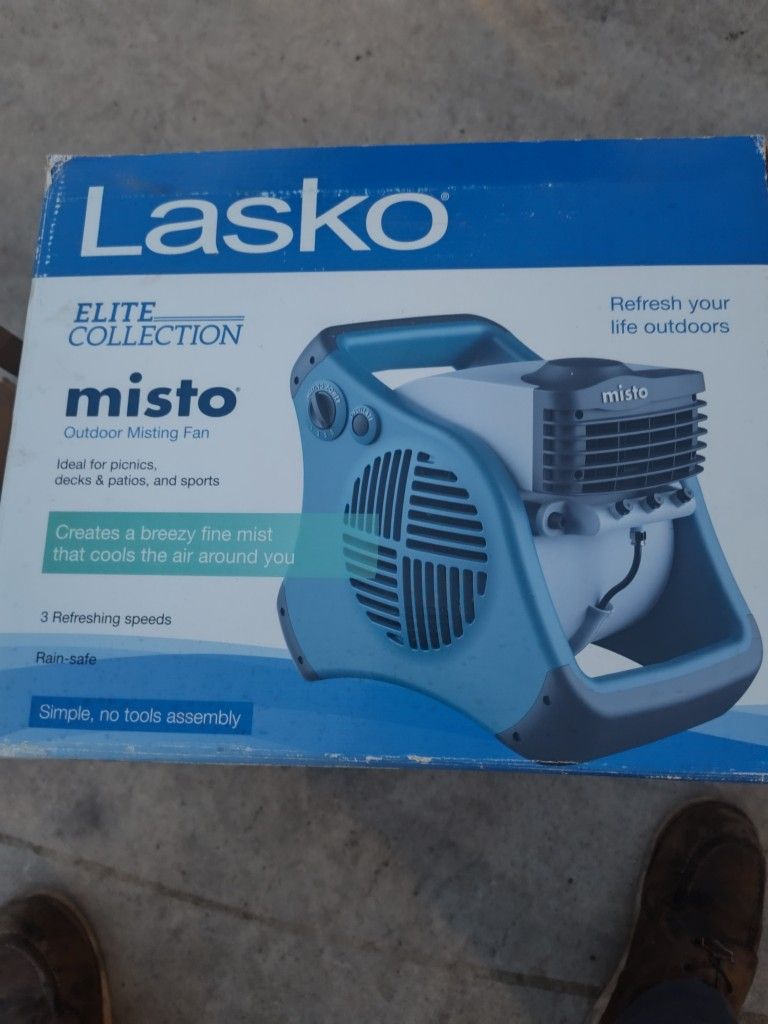 Lasko®
ELITE
COLLECTION
Refresh your
life outdoors
misto®
Outdoor Misting Fan
Ideal for picnics,
decks & patios, and sports
misto
Creates a breezy fine mist
that cools the air around you
3 Refreshing speeds
Rain-safe
Simple, no tools assembly